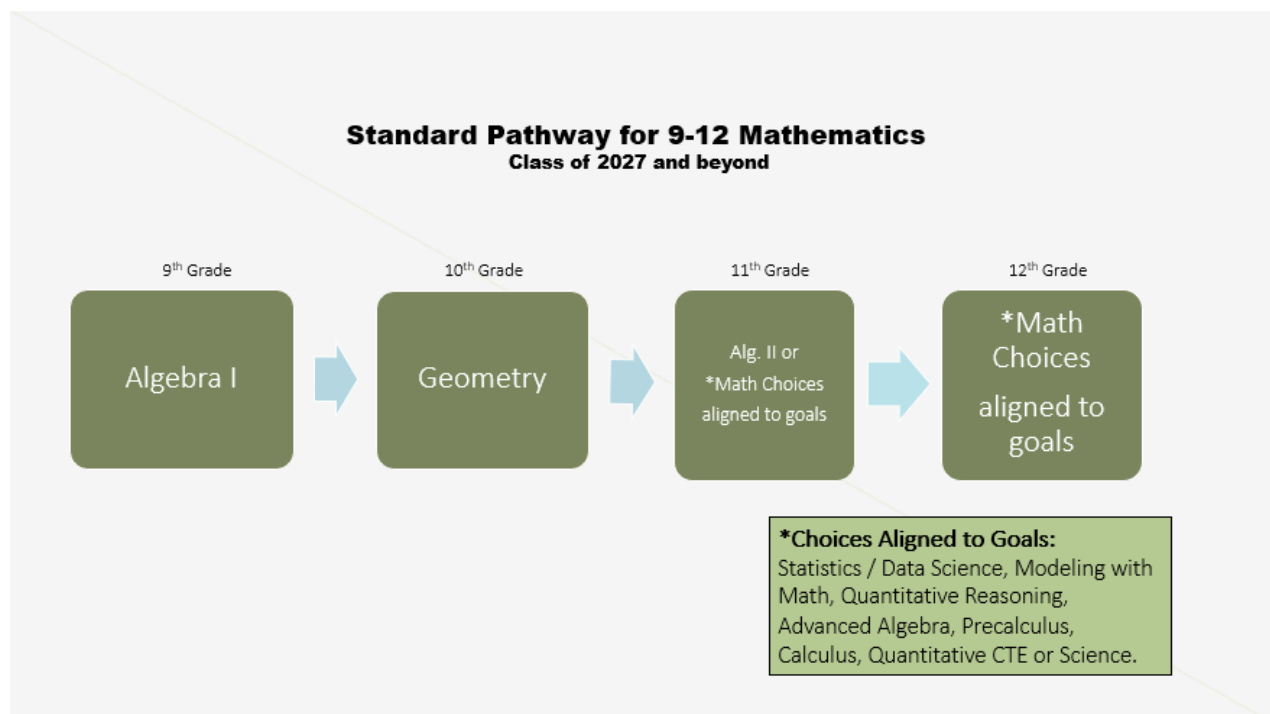 Standard Pathway for 9-12 Mathematics
Class of 2027 and beyond
9th Grade
10th Grade
11th Grade
12th Grade
Algebra I
Geometry
Alg. II or
*Math Choices
aligned to goals
*Math
Choices
aligned to
goals
*Choices Aligned to Goals:
Statistics / Data Science, Modeling with
Math, Quantitative Reasoning,
Advanced Algebra, Precalculus,
Calculus, Quantitative CTE or Science.